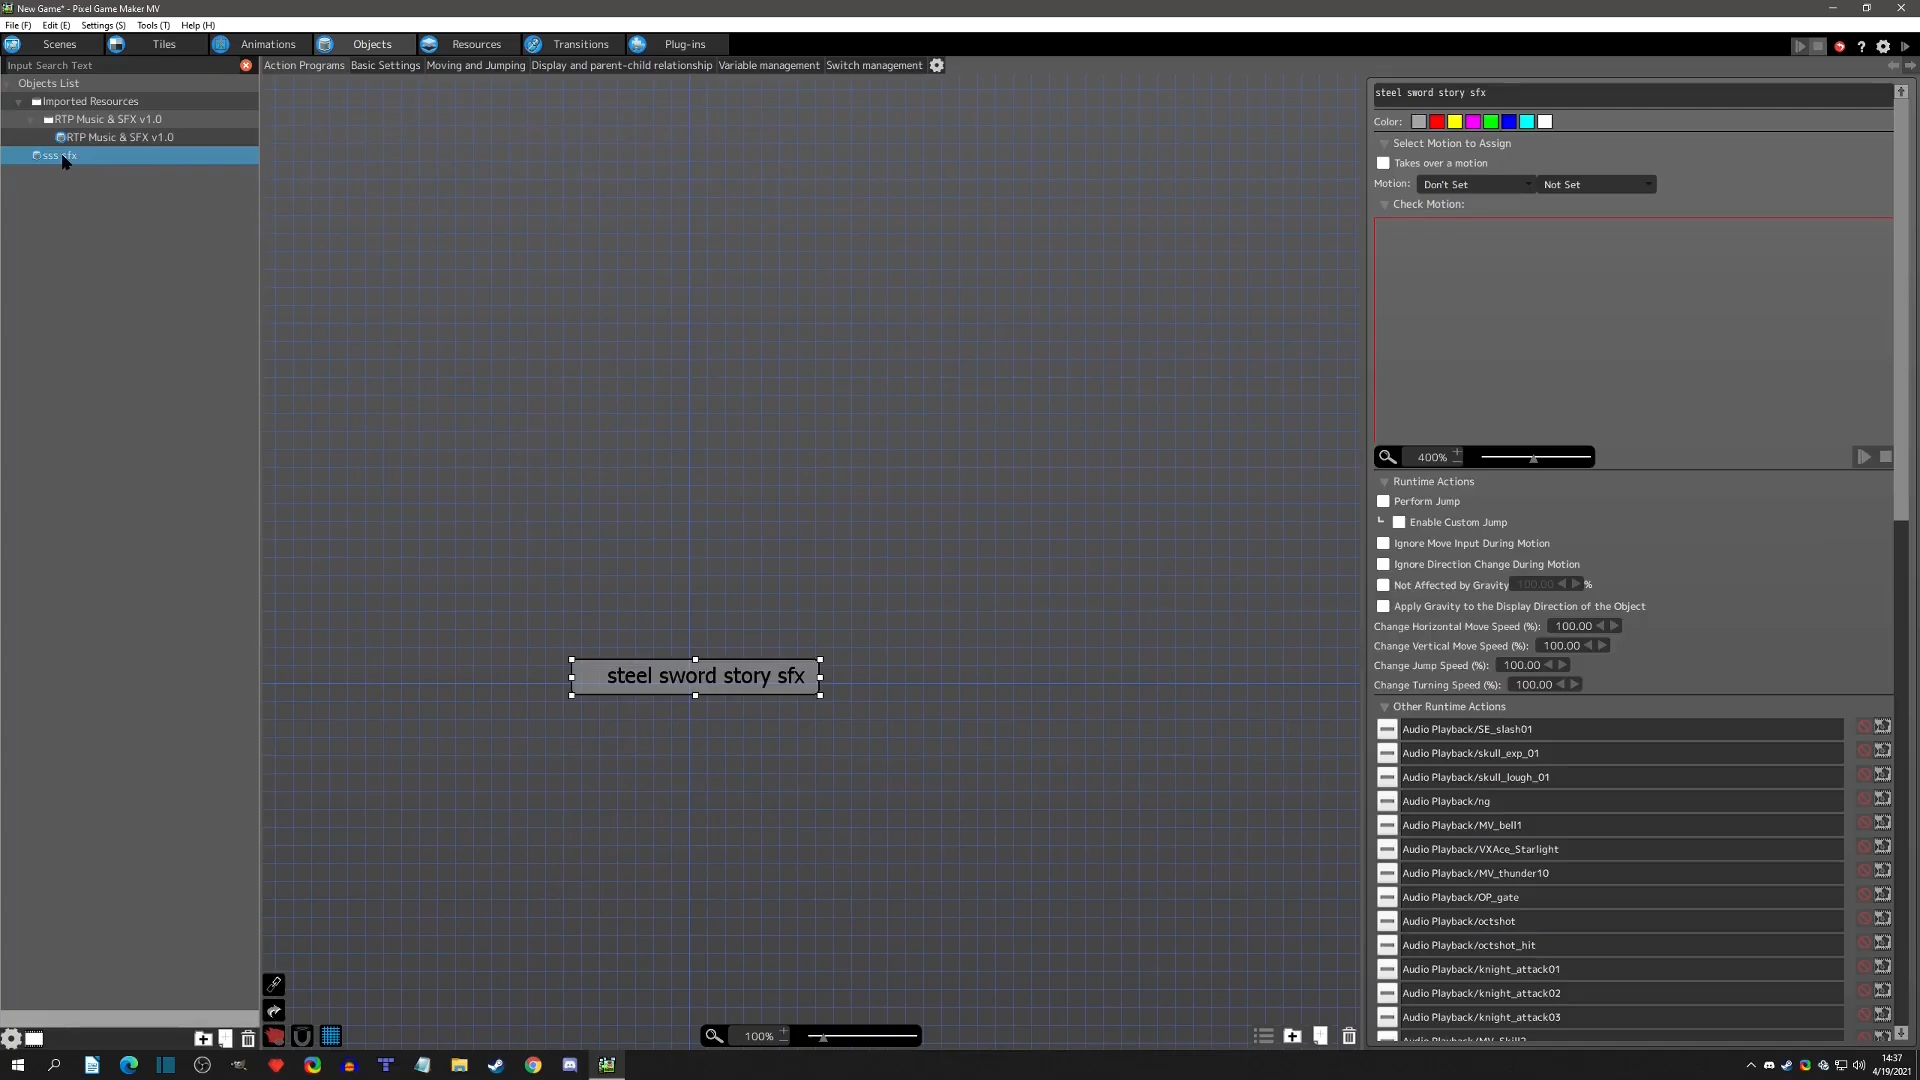 New Game* - Pixel Game Maker MV
File (F) Edit (E) Settings (S) Tools (T) Help (H)
Scenes Tiles Animations Objects Resources Transitions Plug-ins
Input Search Text
Action Programs Basic Settings Moving and Jumping Display and parent-child relationship Variable management Switch management
Objects List
Imported Resources
RTP Music & SFX v1.0
RTP Music & SFX v1.0
sss sfx
steel sword story sfx
100%
steel sword story sfx
Color:
Select Motion to Assign
Takes over a motion
Motion: Don't Set Not Set
Check Motion:
400%
Runtime Actions
Perform Jump
Enable Custom Jump
Ignore Move Input During Motion
Ignore Direction Change During Motion
Not Affected by Gravity 100.00 %
Apply Gravity to the Display Direction of the Object
Change Horizontal Move Speed (%): 100.00
Change Vertical Move Speed (%): 100.00
Change Jump Speed (%): 100.00
Change Turning Speed (%): 100.00
Other Runtime Actions
Audio Playback/SE_slash01
Audio Playback/skull_exp_01
Audio Playback/skull_lough_01
Audio Playback/ng
Audio Playback/MV_bell1
Audio Playback/VXAce_Starlight
Audio Playback/MV_thunder10
Audio Playback/OP_gate
Audio Playback/octshot
Audio Playback/octshot_hit
Audio Playback/knight_attack01
Audio Playback/knight_attack02
Audio Playback/knight_attack03
Audio Playback/MV_Skill2
14:37
4/19/2021